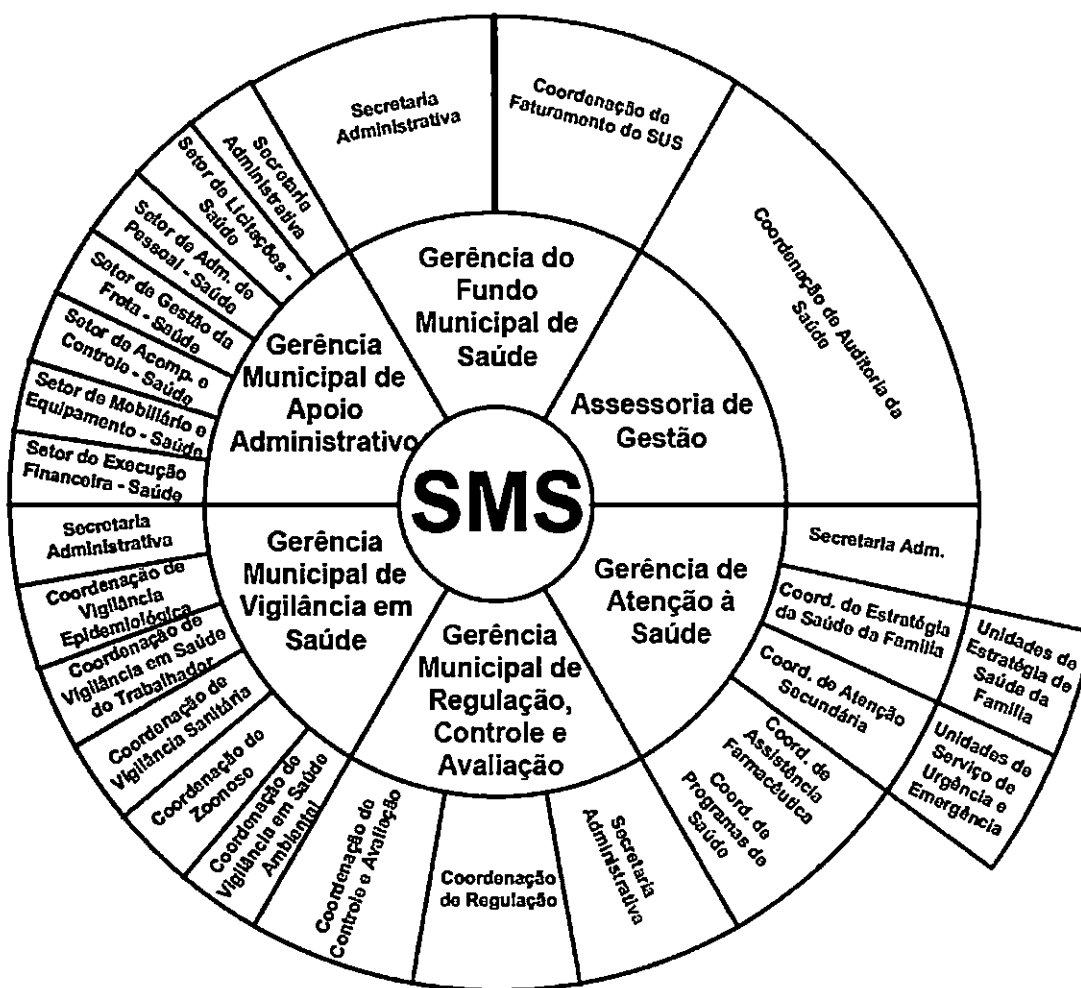 SMS
Gerência do
Fundo
Municipal de
Saúde
Assessoria de
Gestão
Gerência de
Atenção à
Saúde
Gerência
Municipal de
Regulação,
Controle e
Avaliação
Gerência
Municipal de
Vigilância em
Saúde
Gerência
Municipal de
Apoio
Administrativo
Secretaria
Administrativa
Coordenação de
Faturamento do SUS
Coordenação de Auditoria da
Saúde
Secretaria Adm.
Coord. de Estratégia
da Saúde da Família
Unidades de
Estratégia de
Saúde da
Família
Coord. de Atenção
Secundária
Unidades de
Serviço de
Urgência e
Emergência
Coord. de
Assistência
Farmacêutica
Coord. de
Programas de
Saúde
Secretaria
Administrativa
Coordenação
de Regulação
Coordenação de
Controle e Avaliação
Coordenação de
Vigilância em Saúde
Ambiental
Coordenação de
Zoonose
Coordenação de
Vigilância Sanitária
Coordenação de
Vigilância em Saúde
do Trabalhador
Coordenação de
Vigilância
Epidemiológica
Secretaria
Administrativa
Setor de Execução
Financeira - Saúde
Setor de Mobiliário e
Equipamento - Saúde
Setor de Acomp. e
Controle - Saúde
Setor de Gestão da
Frota - Saúde
Setor de Adm. de
Pessoal - Saúde
Setor de Licitações -
Saúde
Secretaria
Administrativa